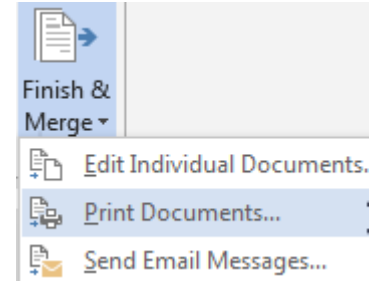 Finish &
Merge
Edit Individual Documents.
Print Documents...
Send Email Messages...